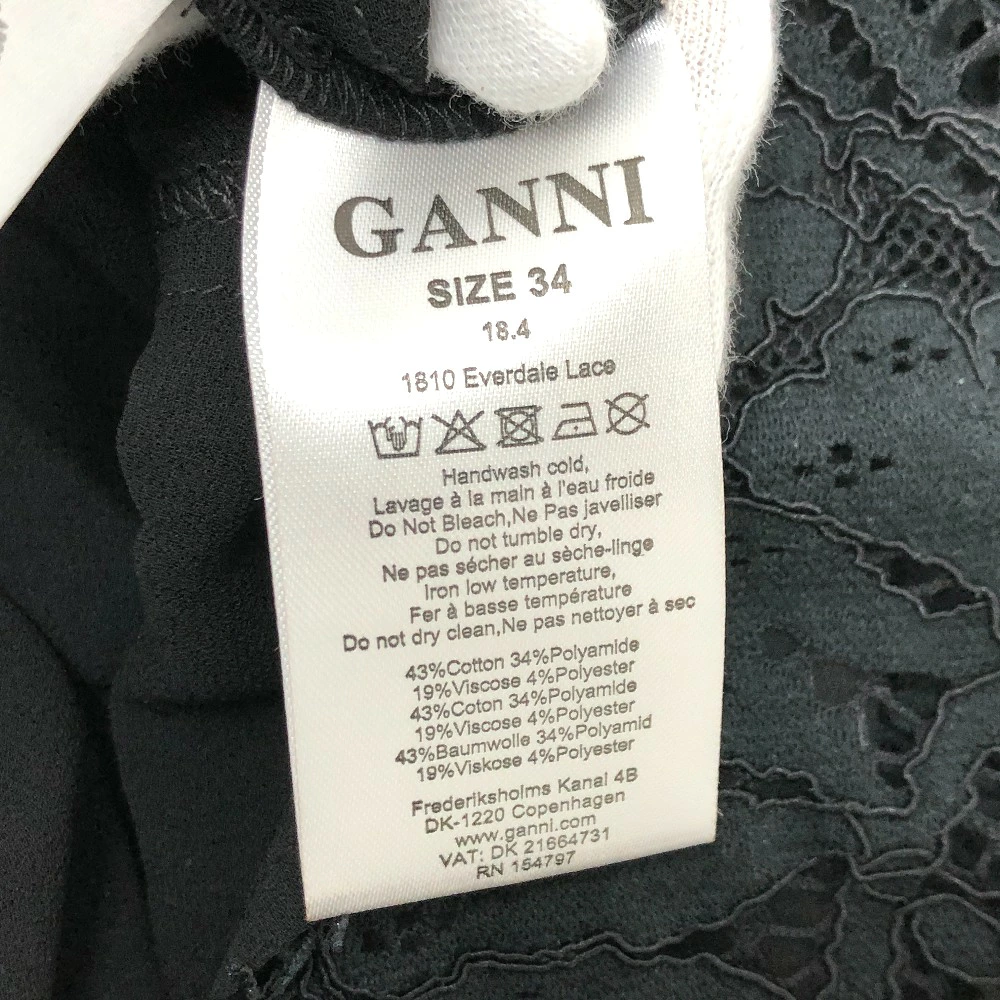 GANNI
SIZE 34
18.4
1810 Everdale Lace
Handwash cold,
Lavage à la main à l'eau froide
Do Not Bleach,Ne Pas javelliser
Do not tumble dry,
Ne pas sécher au sèche-linge
Iron low temperature,
Fer à basse température
Do not dry clean,Ne pas nettoyer à sec
43%Cotton 34%Polyamide
19%Viscose 4%Polyester
43%Coton 34%Polyamide
19%Viscose 4%Polyester
43%Baumwolle 34%Polyamid
19%Viskose 4%Polyester
Frederiksholms Kanal 4B
DK-1220 Copenhagen
www.ganni.com
VAT: DK 21664731
RN 154797